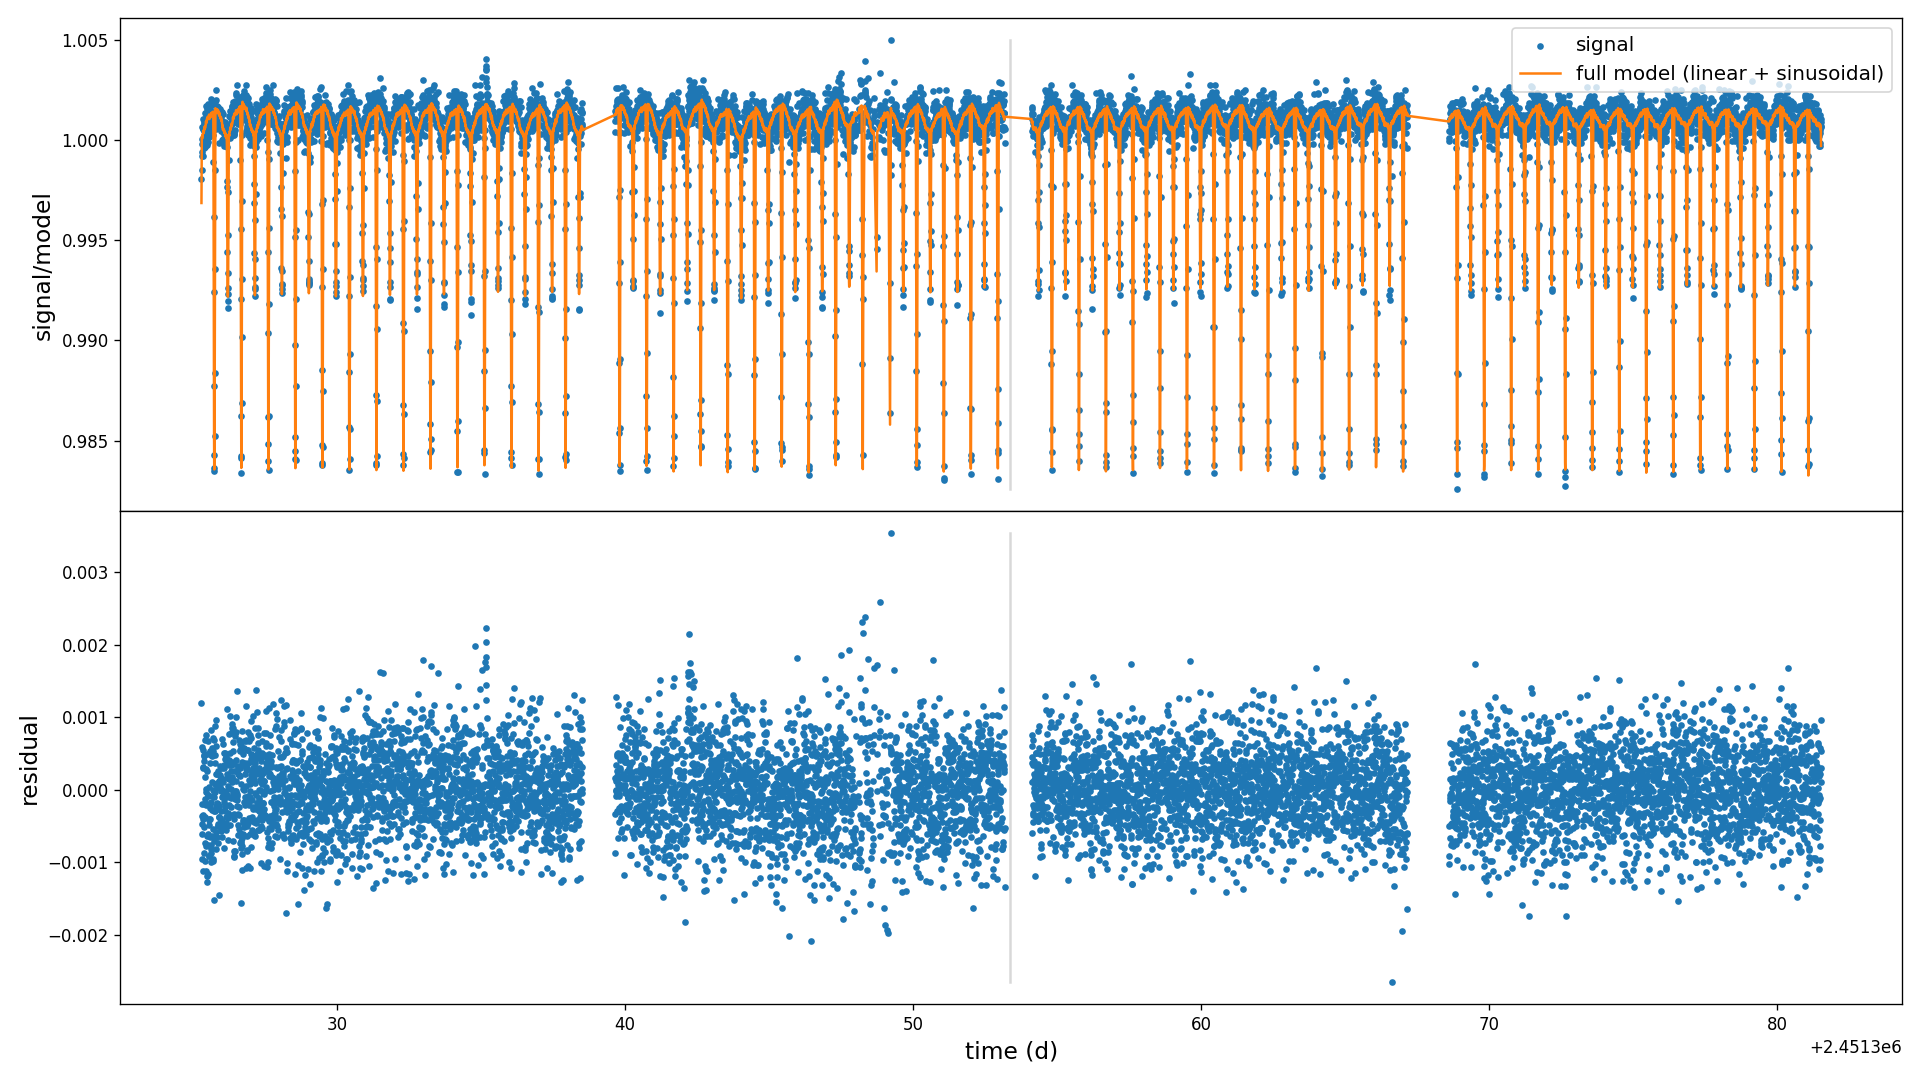 signal
full model (linear + sinusoidal)
1.005
1.000
0.995
0.990
0.985
signal/model
0.003
0.002
0.001
0.000
−0.001
−0.002
residual
30
40
50
60
70
80
time (d)
+2.4513e6